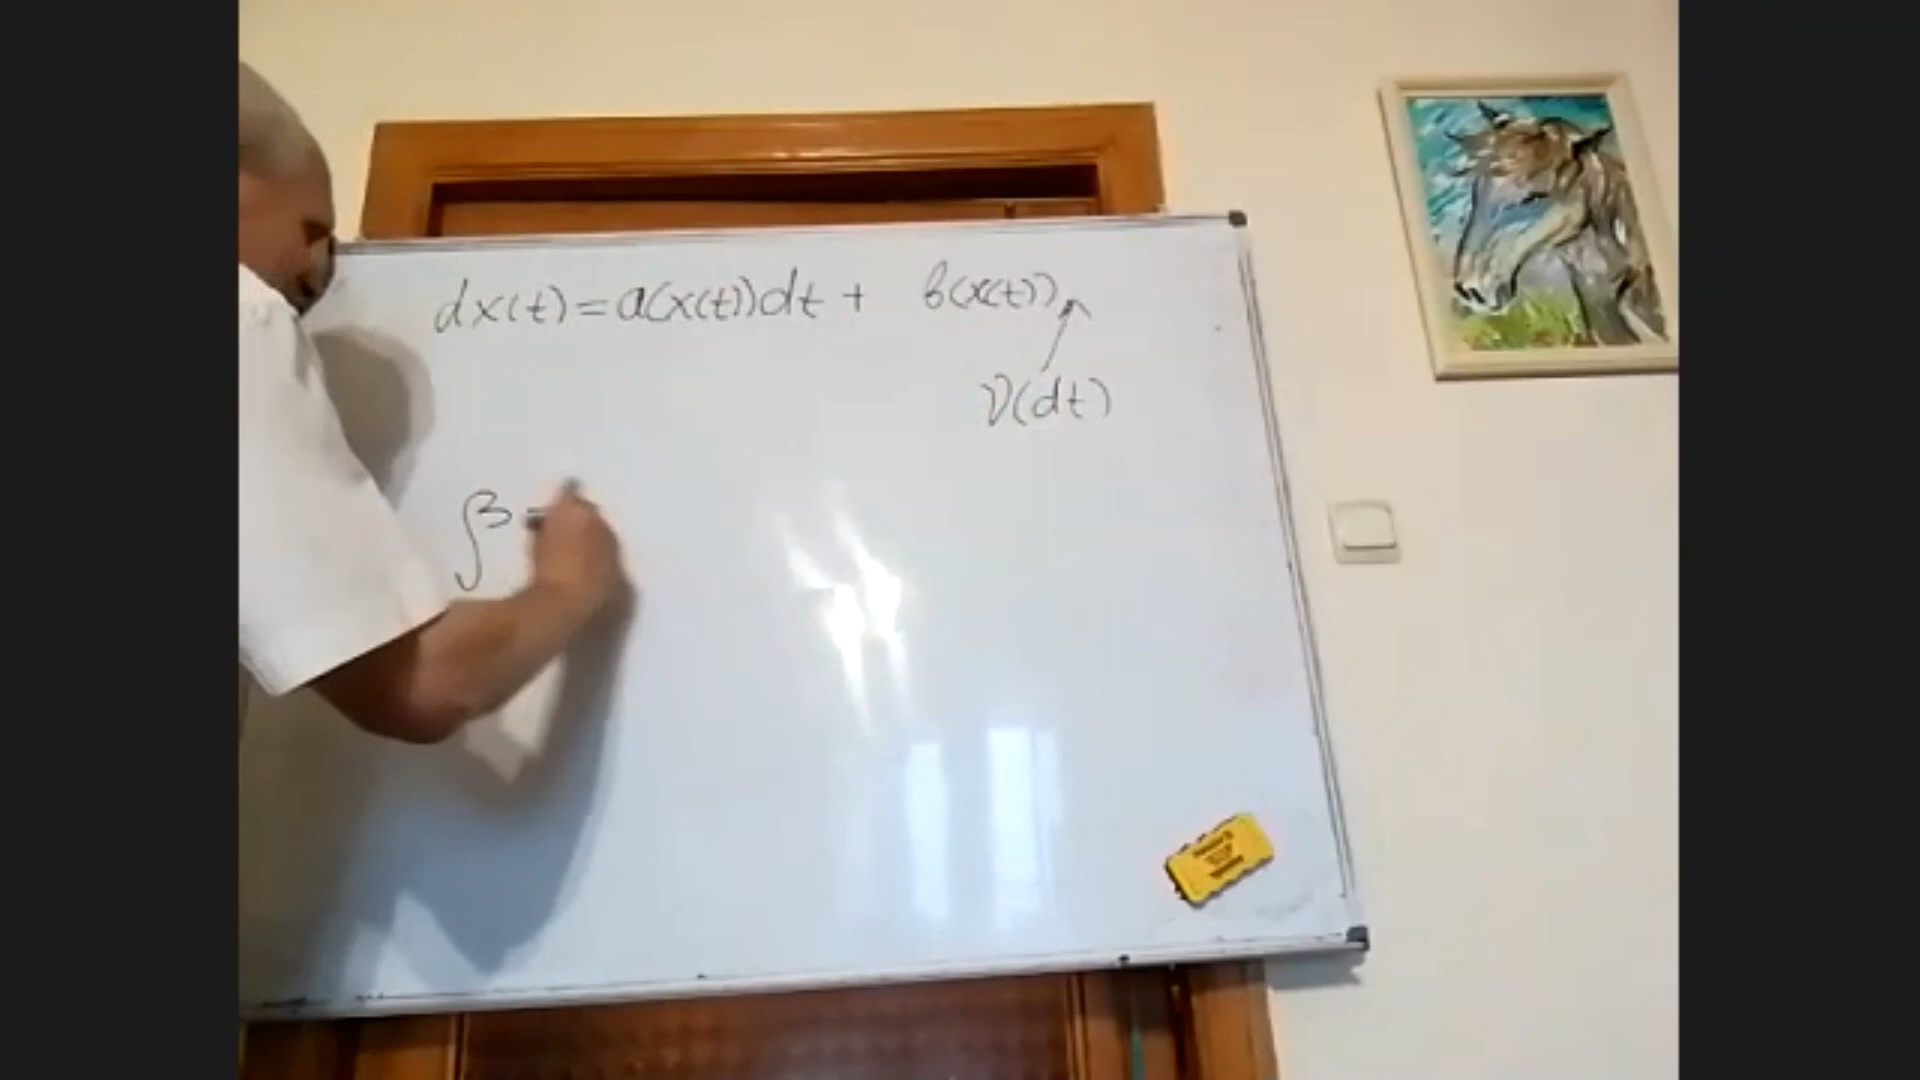 dx(t)=a(x(t))dt + b(x(t))
ν(dt)
β =